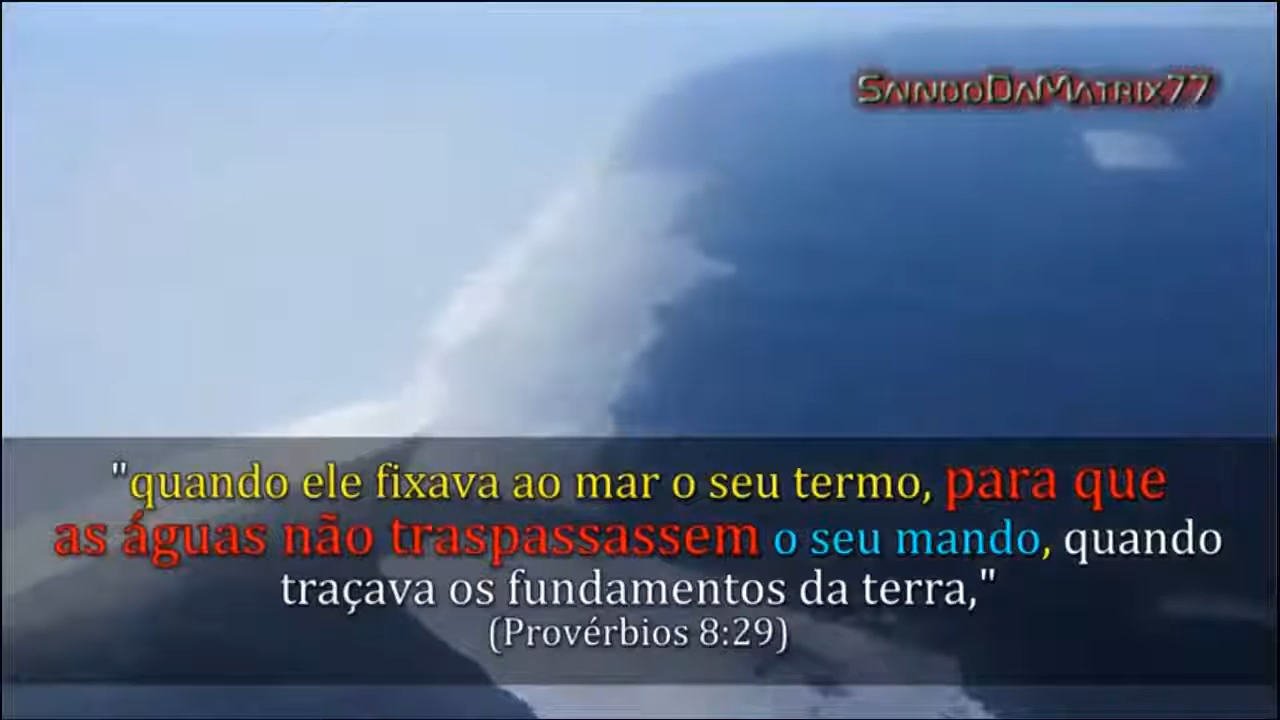 SaindoDaMatrix77
"quando ele fixava ao mar o seu termo, para que
as águas não traspassassem o seu mando, quando
traçava os fundamentos da terra,"
(Provérbios 8:29)